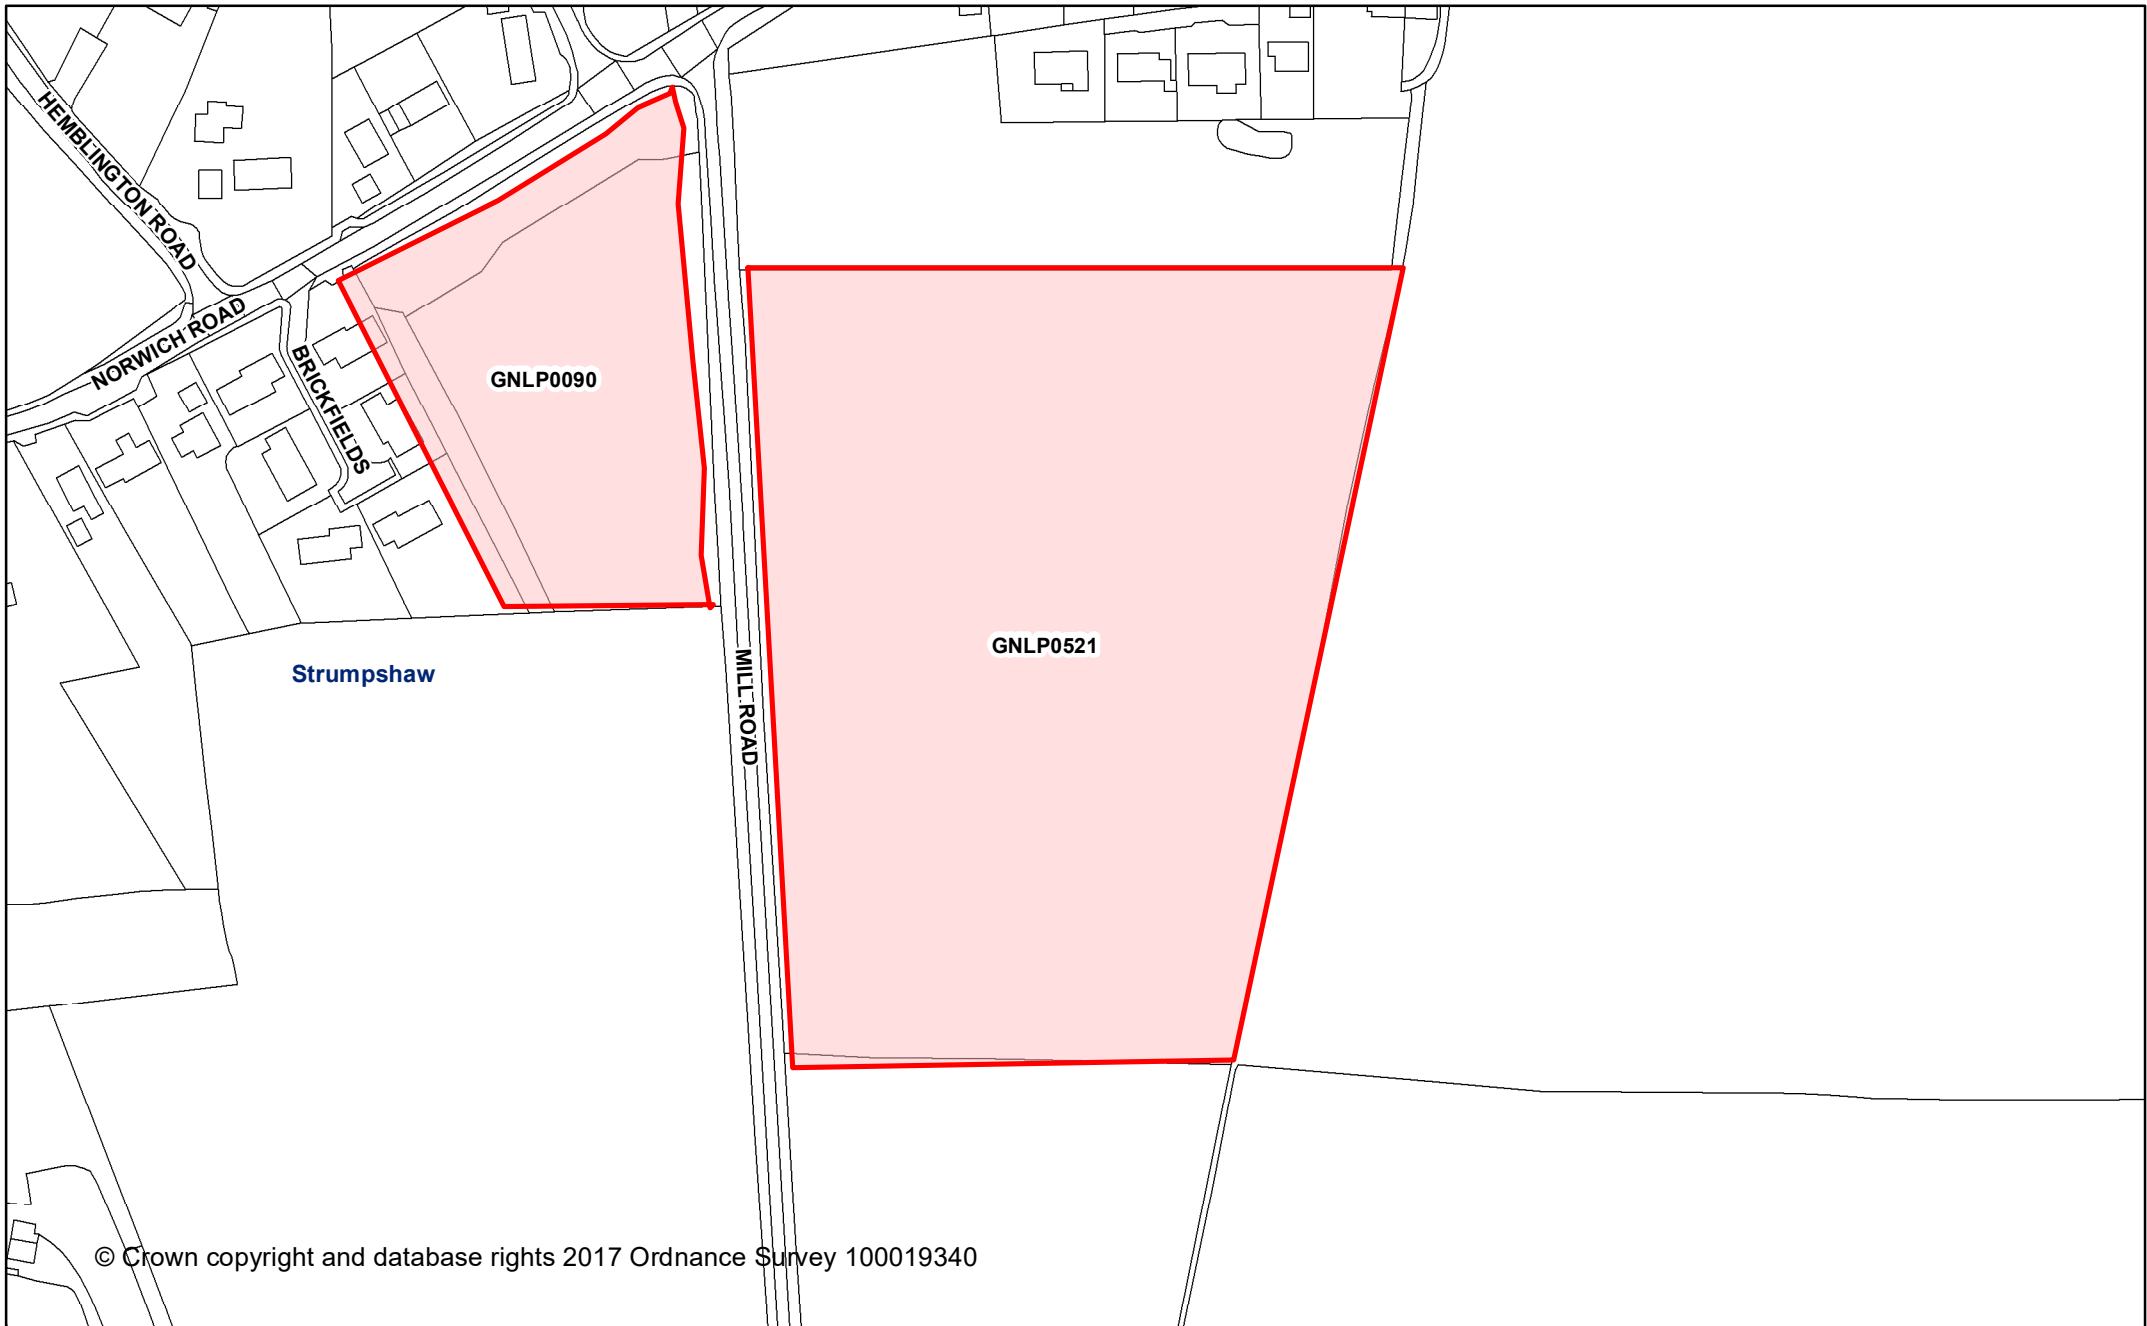 HEMBLINGTON ROAD
NORWICH ROAD
BRICKFIELDS
GNLP0090
GNLP0521
Strumpshaw
MILL ROAD
© Crown copyright and database rights 2017 Ordnance Survey 100019340